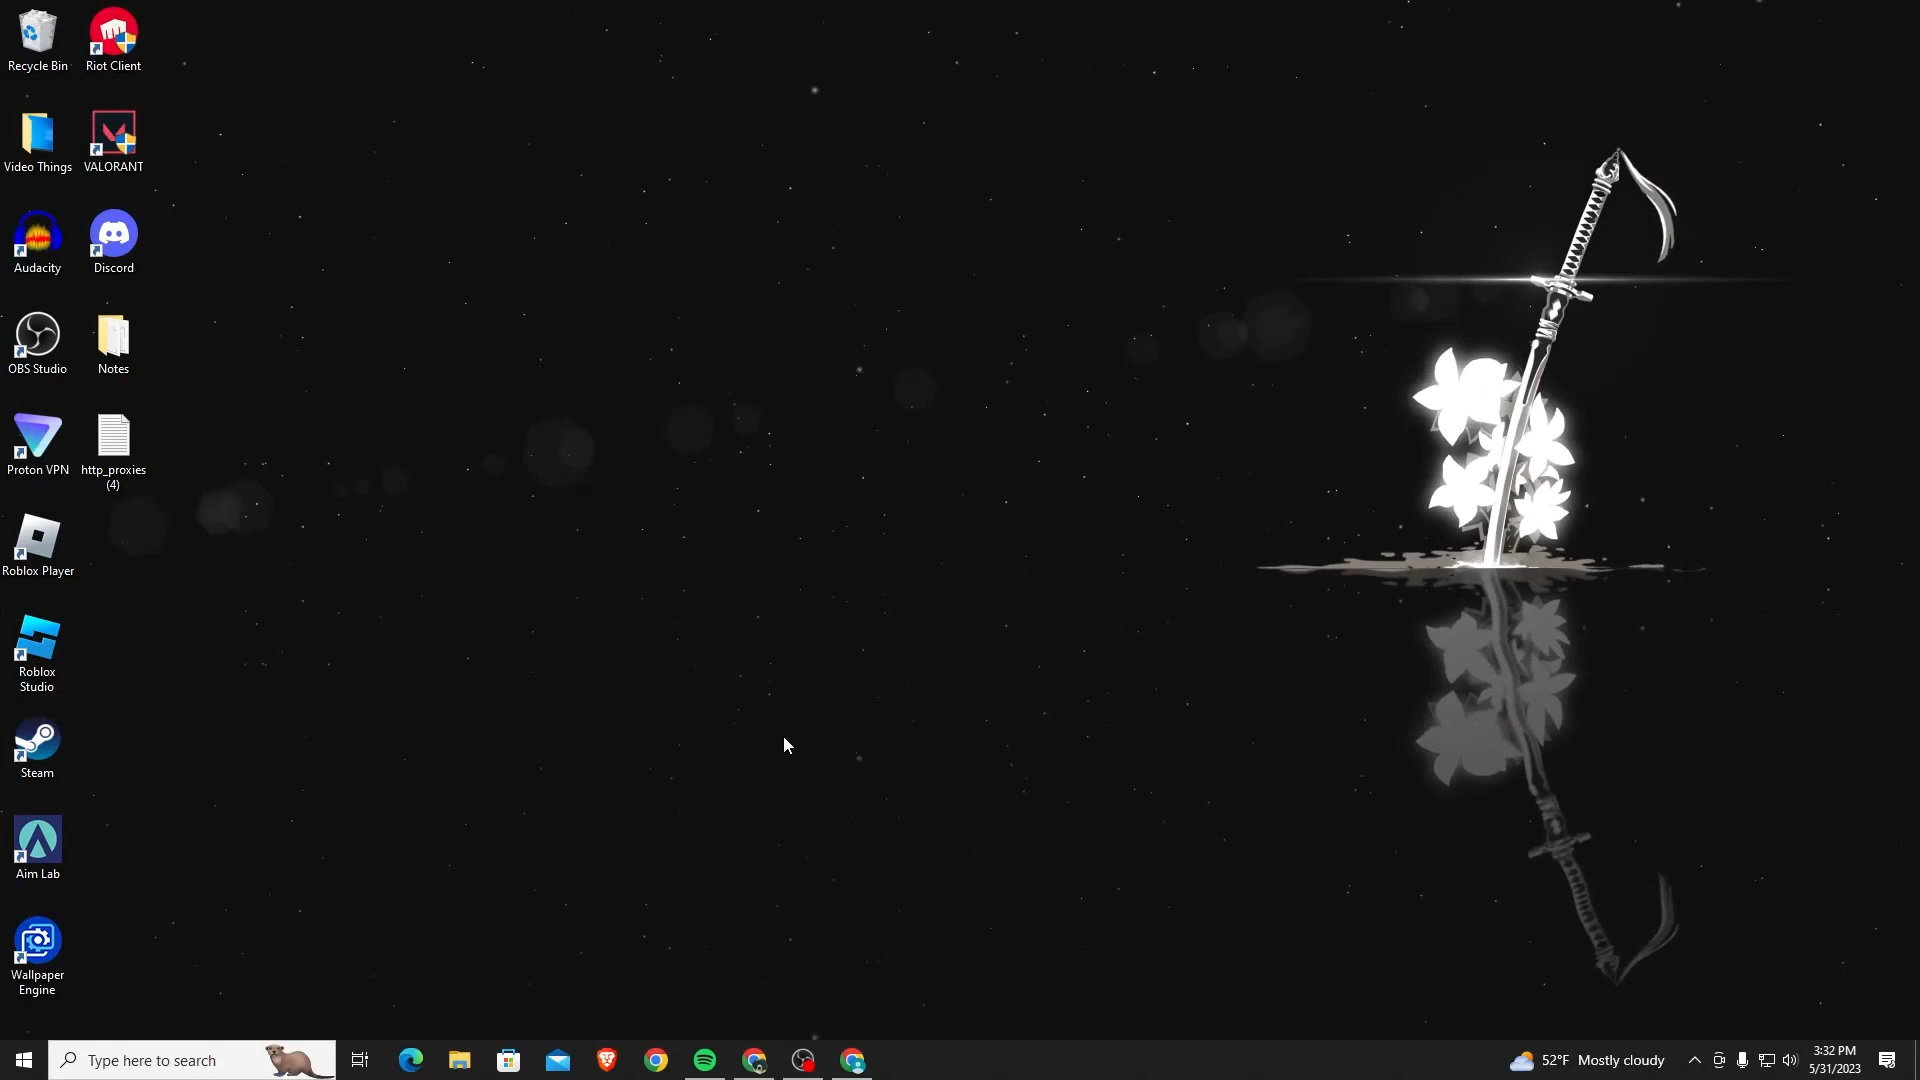 Recycle Bin
Riot Client
Video Things
VALORANT
Audacity
Discord
OBS Studio
Notes
Proton VPN
http_proxies
(4)
Roblox Player
Roblox
Studio
Steam
Aim Lab
Wallpaper
Engine
Type here to search
52°F Mostly cloudy
3:32 PM
5/31/2023